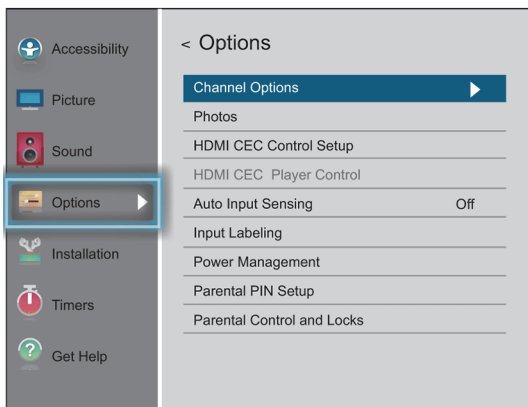 Accessibility
Picture
Sound
Options
Installation
Timers
Get Help
< Options
Channel Options
Photos
HDMI CEC Control Setup
HDMI CEC Player Control
Auto Input Sensing Off
Input Labeling
Power Management
Parental PIN Setup
Parental Control and Locks